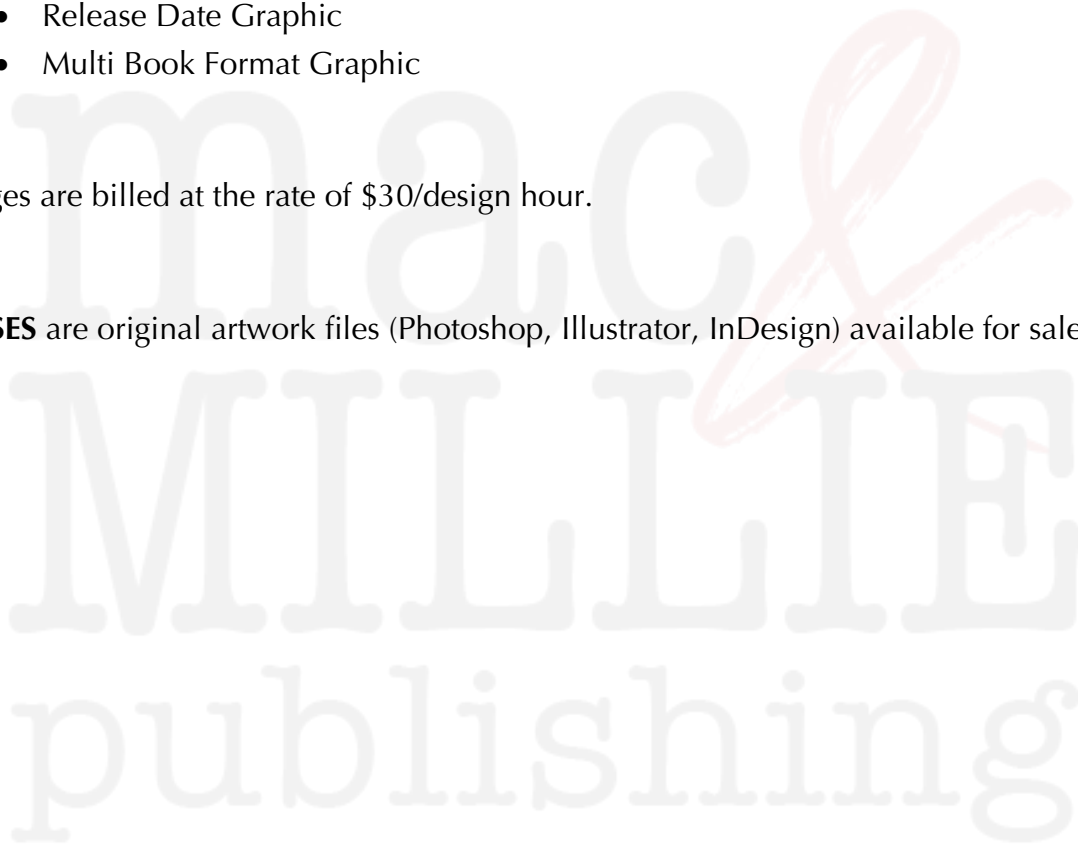 • Release Date Graphic
• Multi Book Format Graphic
ges are billed at the rate of $30/design hour.
SES are original artwork files (Photoshop, Illustrator, InDesign) available for sale
mac&
MILLIE
publishing